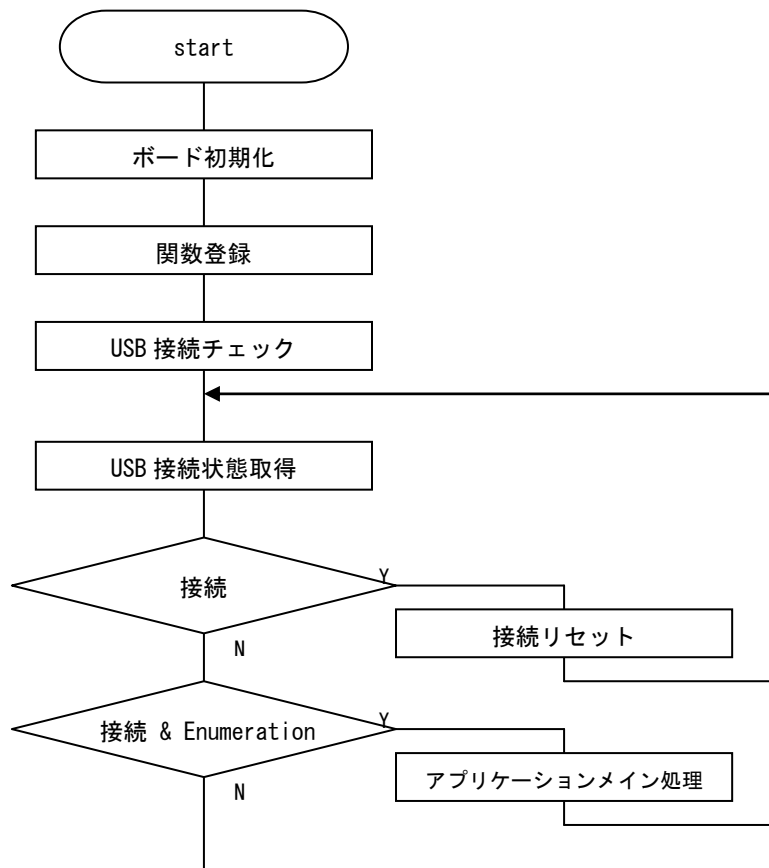 start
ボード初期化
関数登録
USB 接続チェック
USB 接続状態取得
接続
Y
接続リセット
N
接続 & Enumeration
Y
アプリケーションメイン処理
N